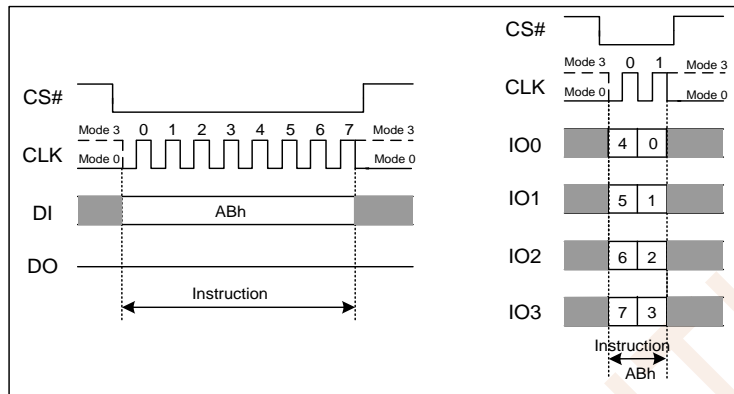 CS#
Mode 3 0 1 2 3 4 5 6 7 Mode 3
CLK
Mode 0 Mode 0
DI ABh
DO
Instruction
CS#
Mode 3 0 1 Mode 3
CLK
Mode 0 Mode 0
IO0 4 0
IO1 5 1
IO2 6 2
IO3 7 3
Instruction
ABh